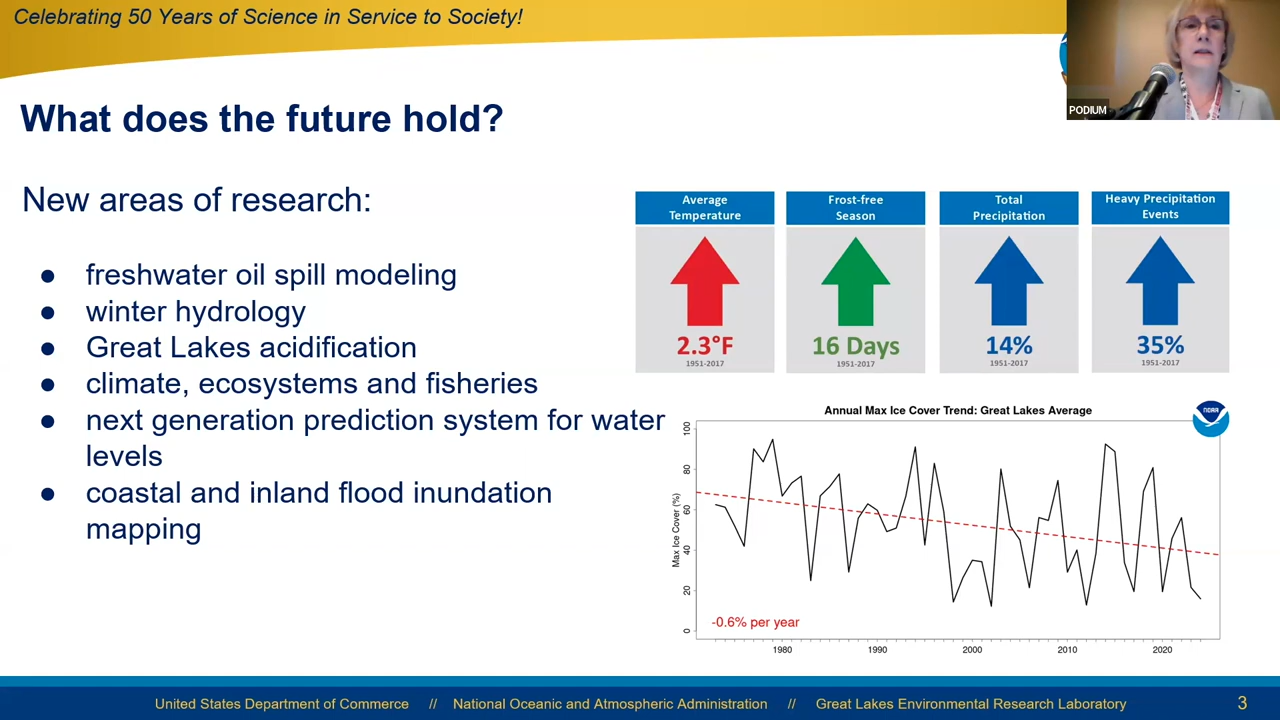 Celebrating 50 Years of Science in Service to Society!
PODIUM
What does the future hold?
New areas of research:
● freshwater oil spill modeling
● winter hydrology
● Great Lakes acidification
● climate, ecosystems and fisheries
● next generation prediction system for water
levels
● coastal and inland flood inundation
mapping
Average
Temperature
2.3°F
1951-2017
Frost-free
Season
16 Days
1951-2017
Total
Precipitation
14%
1951-2017
Heavy Precipitation
Events
35%
1951-2017
Annual Max Ice Cover Trend: Great Lakes Average
NOAA
Max Ice Cover (%)
100
80
60
40
20
0
-0.6% per year
1980 1990 2000 2010 2020
United States Department of Commerce // National Oceanic and Atmospheric Administration // Great Lakes Environmental Research Laboratory
3